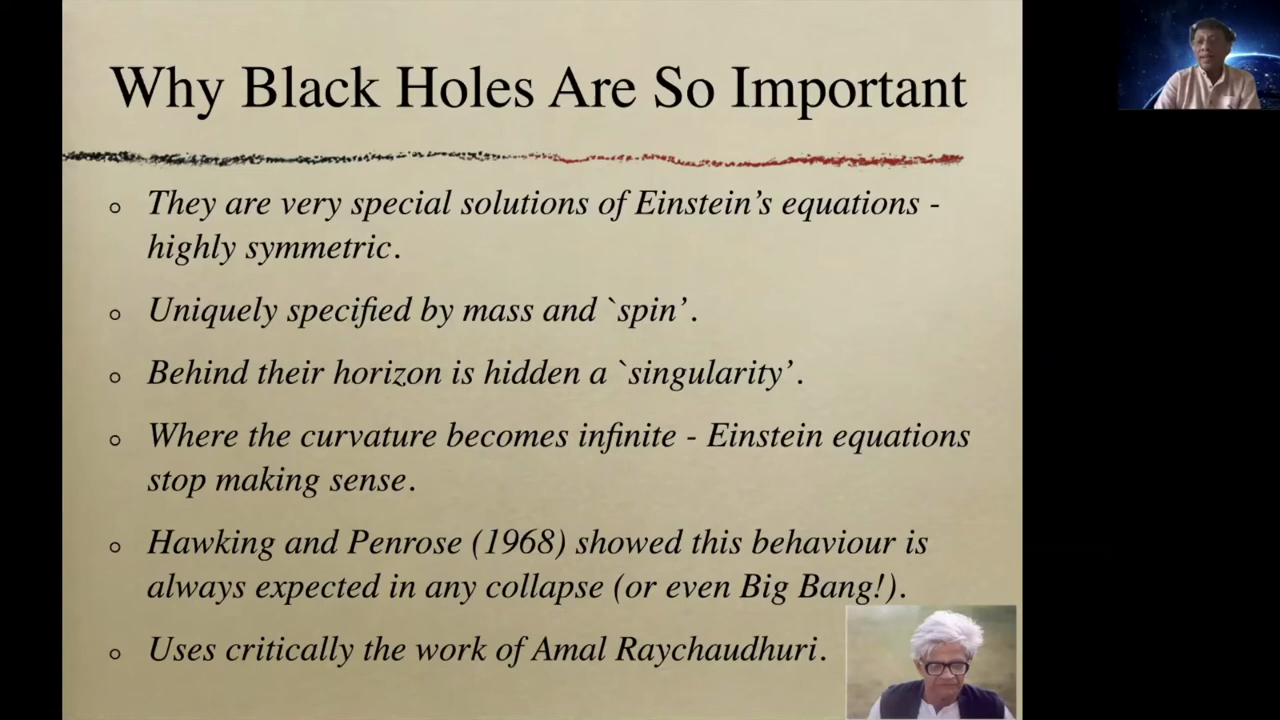 Why Black Holes Are So Important
They are very special solutions of Einstein’s equations -
highly symmetric.
Uniquely specified by mass and `spin’.
Behind their horizon is hidden a `singularity’.
Where the curvature becomes infinite - Einstein equations
stop making sense.
Hawking and Penrose (1968) showed this behaviour is
always expected in any collapse (or even Big Bang!).
Uses critically the work of Amal Raychaudhuri.